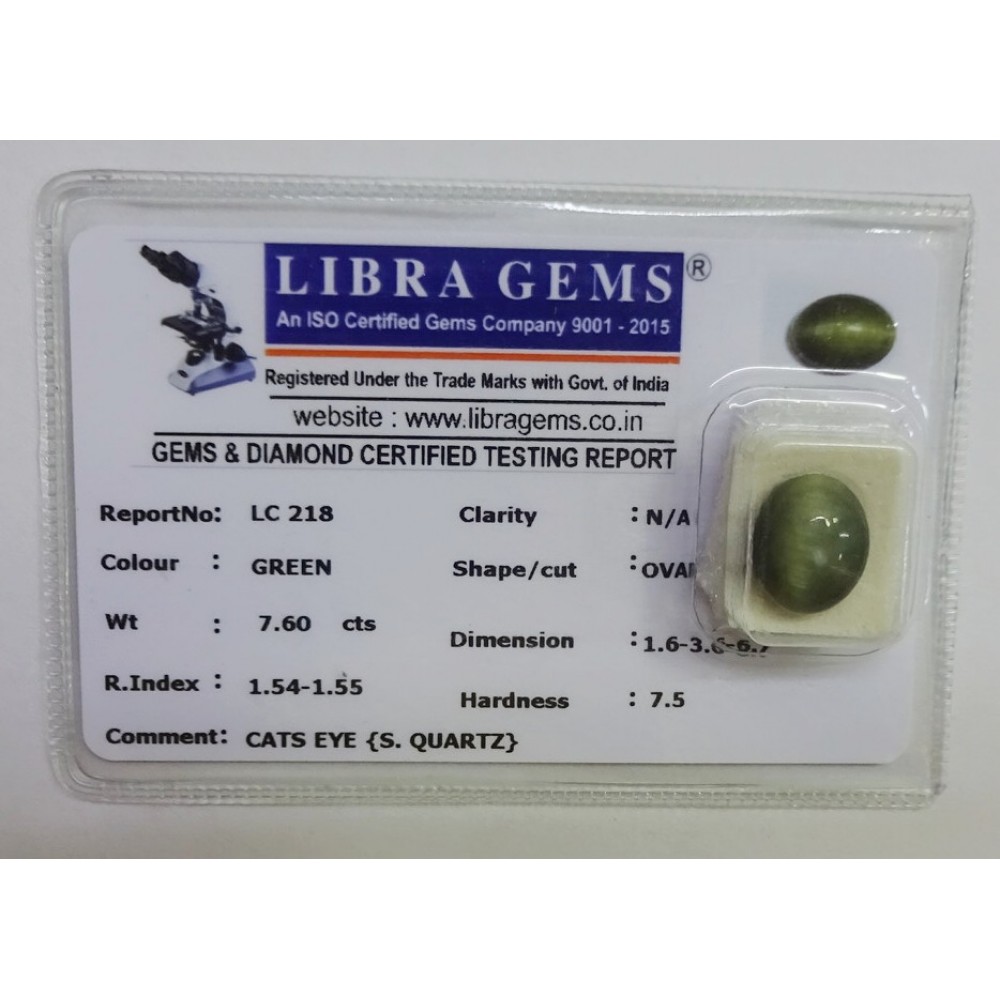 LIBRA GEMS®
An ISO Certified Gems Company 9001 - 2015
Registered Under the Trade Marks with Govt. of India
website : www.libragems.co.in
GEMS & DIAMOND CERTIFIED TESTING REPORT
ReportNo: LC 218 Clarity : N/A
Colour : GREEN Shape/cut :
Wt : 7.60 cts Dimension :
R.Index : 1.54-1.55 Hardness : 7.5
Comment: CATS EYE {S. QUARTZ}